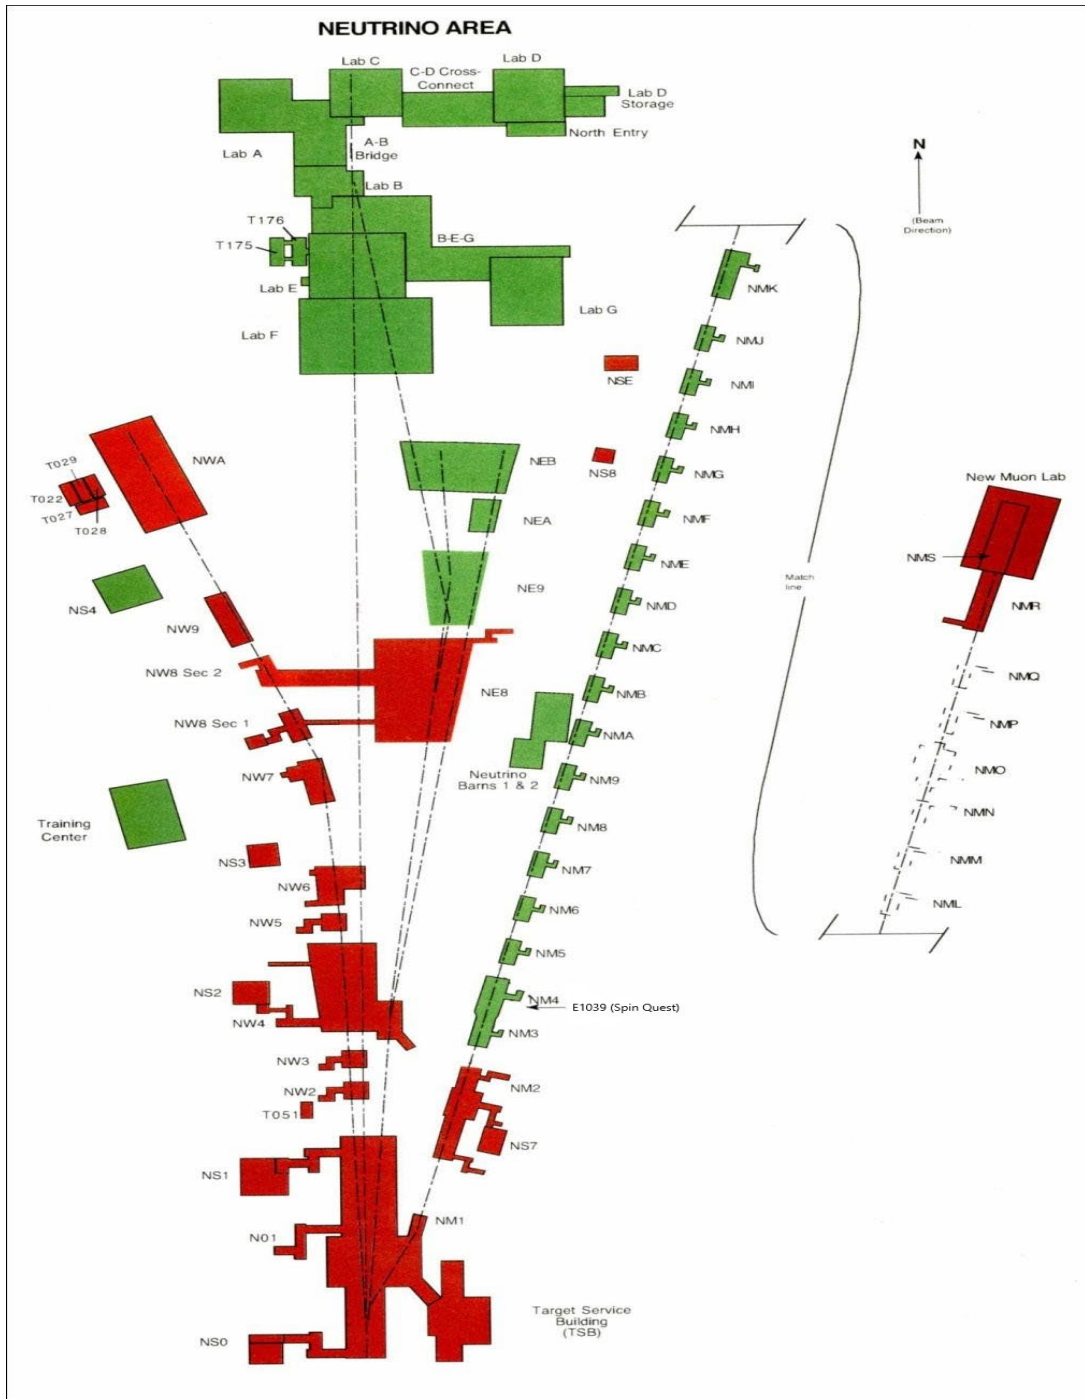 NEUTRINO AREA
Lab C
C-D Cross-
Connect
Lab D
Lab D
Storage
North Entry
A-B
Bridge
Lab A
Lab B
N
(Beam
Direction)
T176
T175
B-E-G
Lab E
Lab G
Lab F
NMK
NMJ
NSE
NMI
NMH
NWA
NEB
NS8
NMG
T029
T022
T027
T028
NEA
NMF
New Muon Lab
NMS
NME
NE9
Match
line
NS4
NMD
NMR
NW9
NMC
NW8 Sec 2
NE8
NMB
NMQ
NW8 Sec 1
NMA
NMP
NW7
Neutrino
Barns 1 & 2
NM9
NMO
NMN
Training
Center
NM8
NS3
NM7
NMM
NW6
NM6
NML
NW5
NM5
NS2
NM4
E1039 (Spin Quest)
NW4
NM3
NW3
NM2
NW2
T051
NS7
NS1
NM1
N01
Target Service
Building
(TSB)
NS0